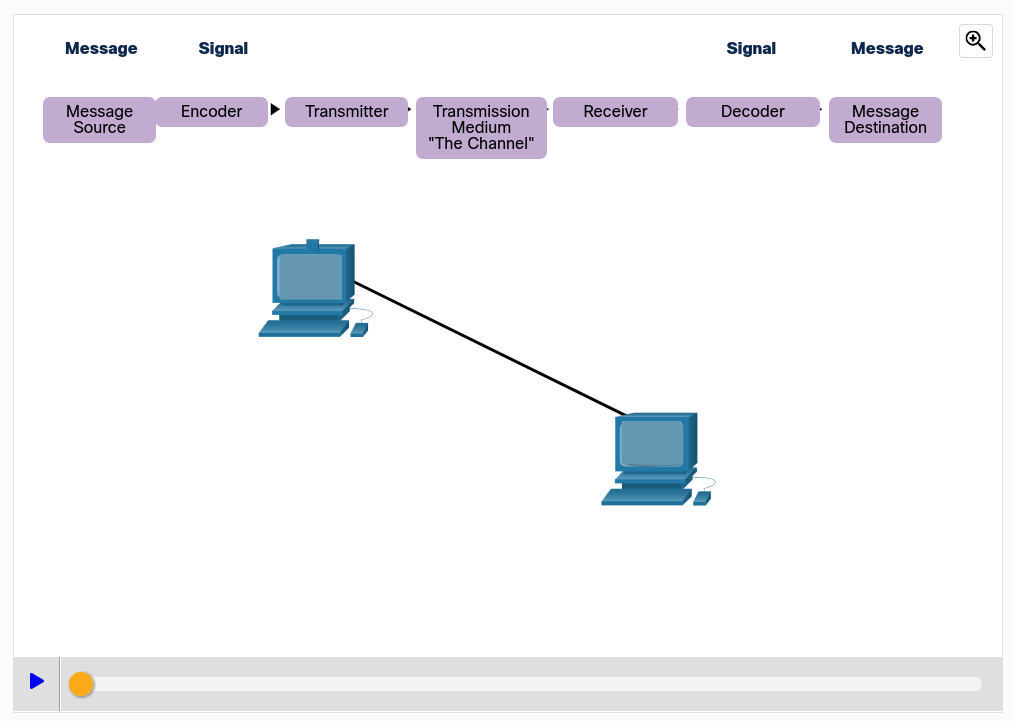 Message Signal Signal Message
Message
Source
Encoder
Transmitter
Transmission
Medium
"The Channel"
Receiver
Decoder
Message
Destination